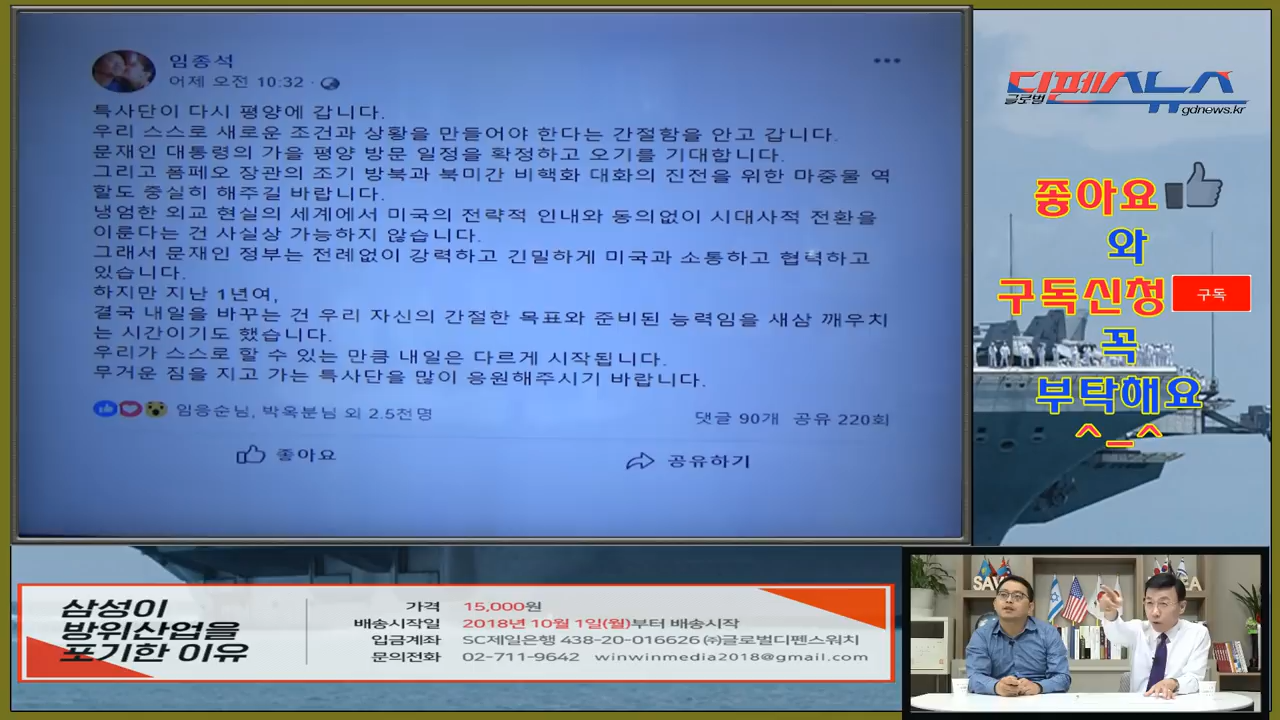 임종석
어제 오전 10:32 ·
특사단이 다시 평양에 갑니다.
우리 스스로 새로운 조건과 상황을 만들어야 한다는 간절함을 안고 갑니다.
문재인 대통령의 가을 평양 방문 일정을 확정하고 오기를 기대합니다.
그리고 폼페오 장관의 조기 방북과 북미간 비핵화 대화의 진전을 위한 마중물 역
할도 충실히 해주길 바랍니다.
냉엄한 외교 현실의 세계에서 미국의 전략적 인내와 동의없이 시대사적 전환을
이룬다는 건 사실상 가능하지 않습니다.
그래서 문재인 정부는 전례없이 노력하고 긴밀하게 미국과 소통하고 협력하고
있습니다.
하지만 지난 1년여,
결국 내일을 바꾸는 건 우리 자신의 간절한 목표와 준비된 능력임을 새삼 깨우치
는 시간이기도 했습니다.
우리가 스스로 할 수 있는 만큼 내일은 다르게 시작됩니다.
무거운 짐을 지고 가는 특사단을 많이 응원해주시기 바랍니다.
임응순님, 박옥분님 외 2.5천명
댓글 90개 공유 220회
좋아요
공유하기
글로벌 디펜스뉴스
gdnews.kr
좋아요
와
구독신청
구독
꼭
부탁해요
^_^
삼성이
방위산업을
포기한 이유
가격 15,000원
배송시작일 2018년 10월 1일(월)부터 배송시작
입금계좌 SC제일은행 438-20-016626 ㈜글로벌디펜스워치
문의전화 02-711-9642 winwinmedia2018@gmail.com